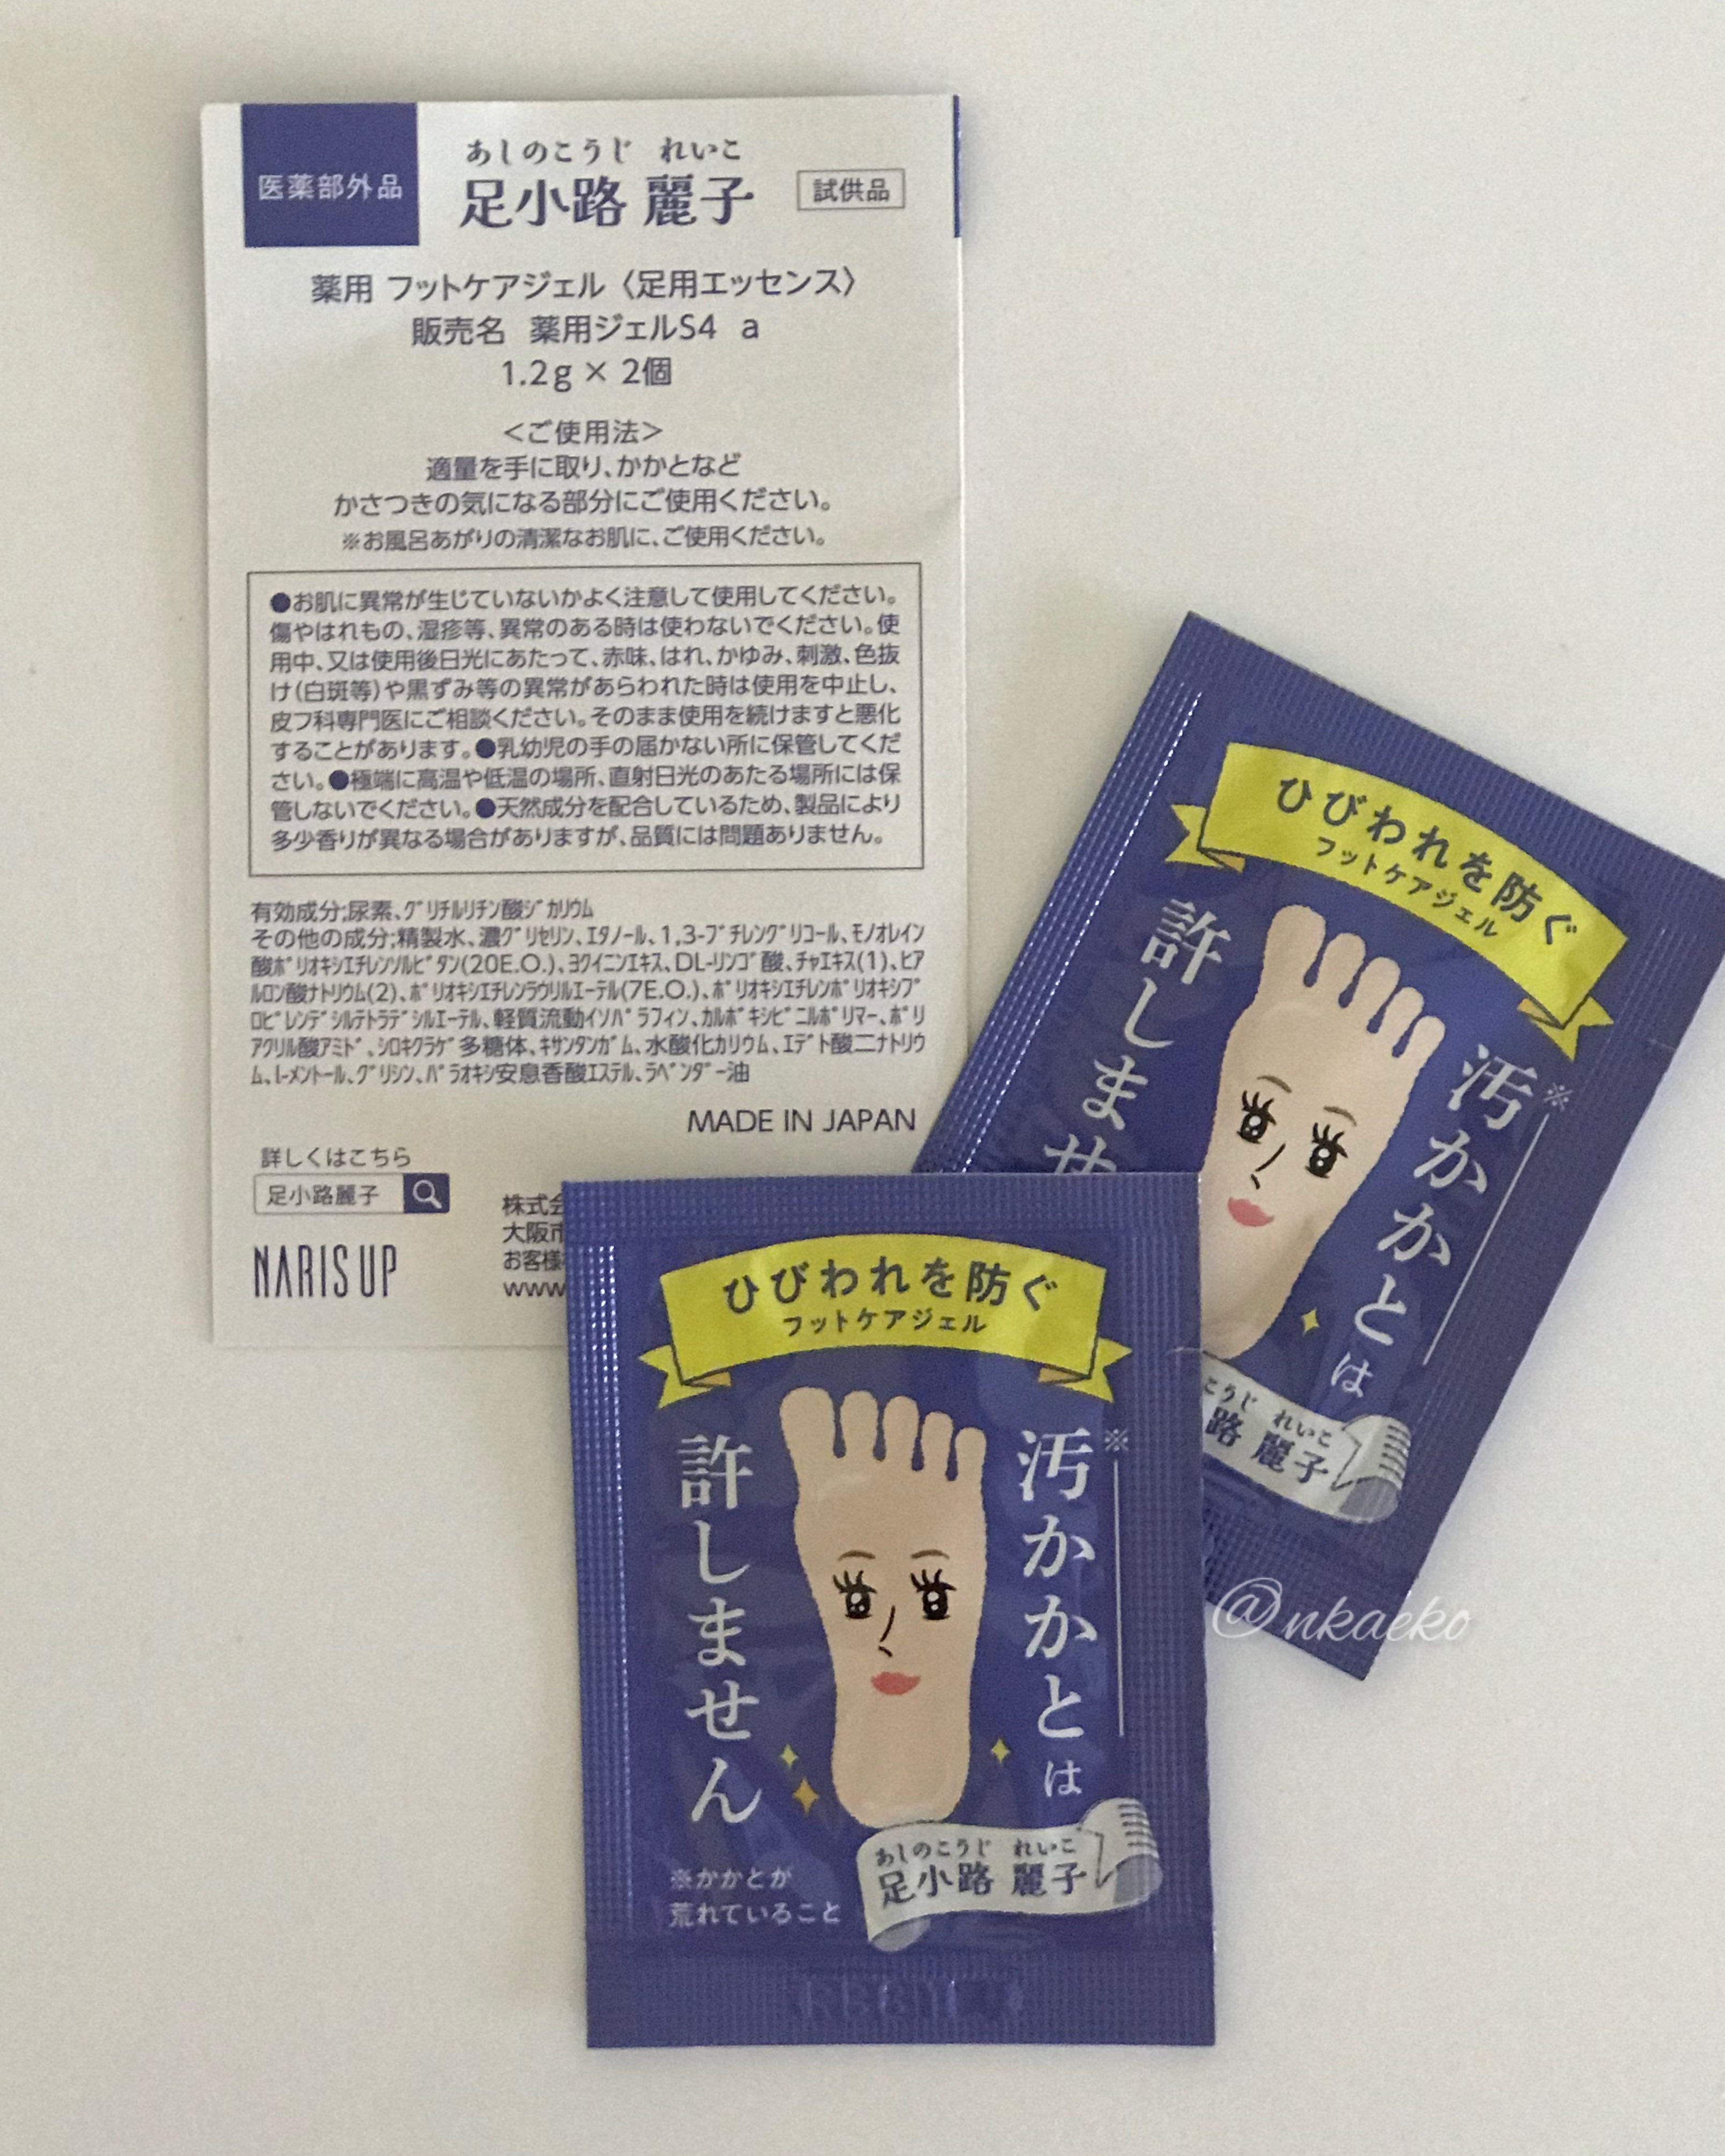 医薬部外品
あしのこうじ れいこ
足小路 麗子
試供品
薬用 フットケアジェル〈足用エッセンス〉
販売名 薬用ジェルS4 a
1.2g × 2個
＜ご使用法＞
適量を手に取り、かかとなど
かさつきの気になる部分にご使用ください。
※お風呂あがりの清潔なお肌に、ご使用ください。
●お肌に異常が生じていないかよく注意して使用してください。
傷やはれもの、湿疹等、異常のある時は使わないでください。使
用中、又は使用後日光にあたって、赤味、はれ、かゆみ、刺激、色抜
け(白斑等)や黒ずみ等の異常があらわれた時は使用を中止し、
皮フ科専門医にご相談ください。そのまま使用を続けますと悪化
することがあります。●乳幼児の手の届かない所に保管してくだ
さい。●極端に高温や低温の場所、直射日光のあたる場所には保
管しないでください。●天然成分を配合しているため、製品により
多少香りが異なる場合がありますが、品質には問題ありません。
有効成分;尿素、グリチルリチン酸ジカリウム
その他の成分;精製水、濃グリセリン、エタノール、1,3-ブチレングリコール、モノオレイン
酸ポリオキシエチレンソルビタン(20E.O.)、ヨクイニンエキス、DL-リンゴ酸、チャエキス(1)、ヒア
ルロン酸ナトリウム(2)、ポリオキシエチレンラウリルエーテル(7E.O.)、ポリオキシエチレンポリオキシプ
ロピレンデシルテトラデシルエーテル、軽質流動イソパラフィン、カルボキシビニルポリマー、ポリ
アクリル酸アミド、シロキクラゲ多糖体、キサンタンガム、水酸化カリウム、エデト酸二ナトリウ
ム、l-メントール、グリシン、パラオキシ安息香酸エステル、ラベンダー油
MADE IN JAPAN
詳しくはこちら
足小路麗子
NARIS UP
株式会
大阪市
お客様
www
ひびわれを防ぐ
フットケアジェル
汚かかとは
※
許しませ
こうじ れいこ
路 麗子
ひびわれを防ぐ
フットケアジェル
汚かかとは
※
許しません
※かかとが
荒れていること
あしのこうじ れいこ
足小路 麗子
@nkaeko